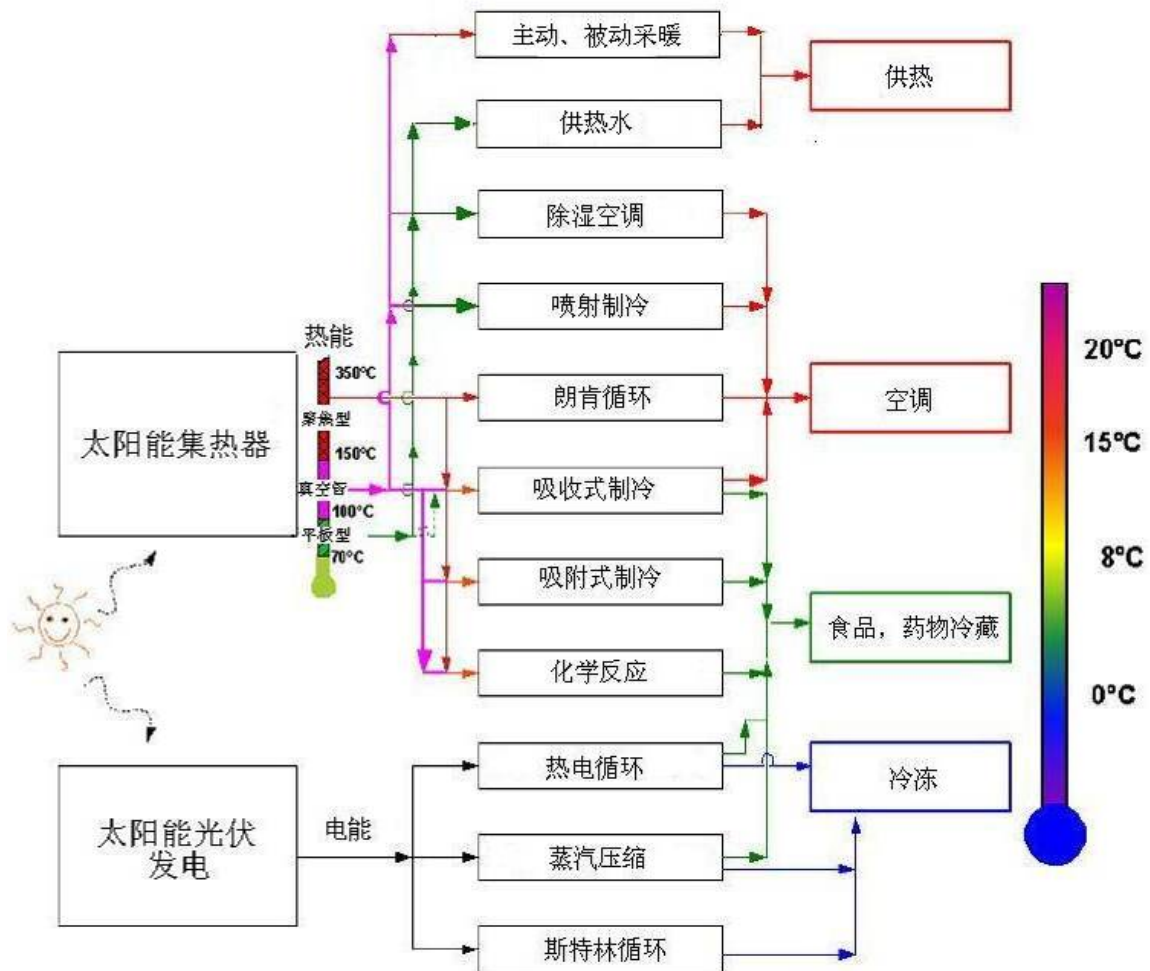 主动、被动采暖
供热
供热水
除湿空调
喷射制冷
热能
350°C
聚焦型
150°C
真空管
100°C
平板型
70°C
太阳能集热器
朗肯循环
空调
吸收式制冷
吸附式制冷
食品，药物冷藏
化学反应
热电循环
冷冻
太阳能光伏
发电
电能
蒸汽压缩
斯特林循环
20°C
15°C
8°C
0°C